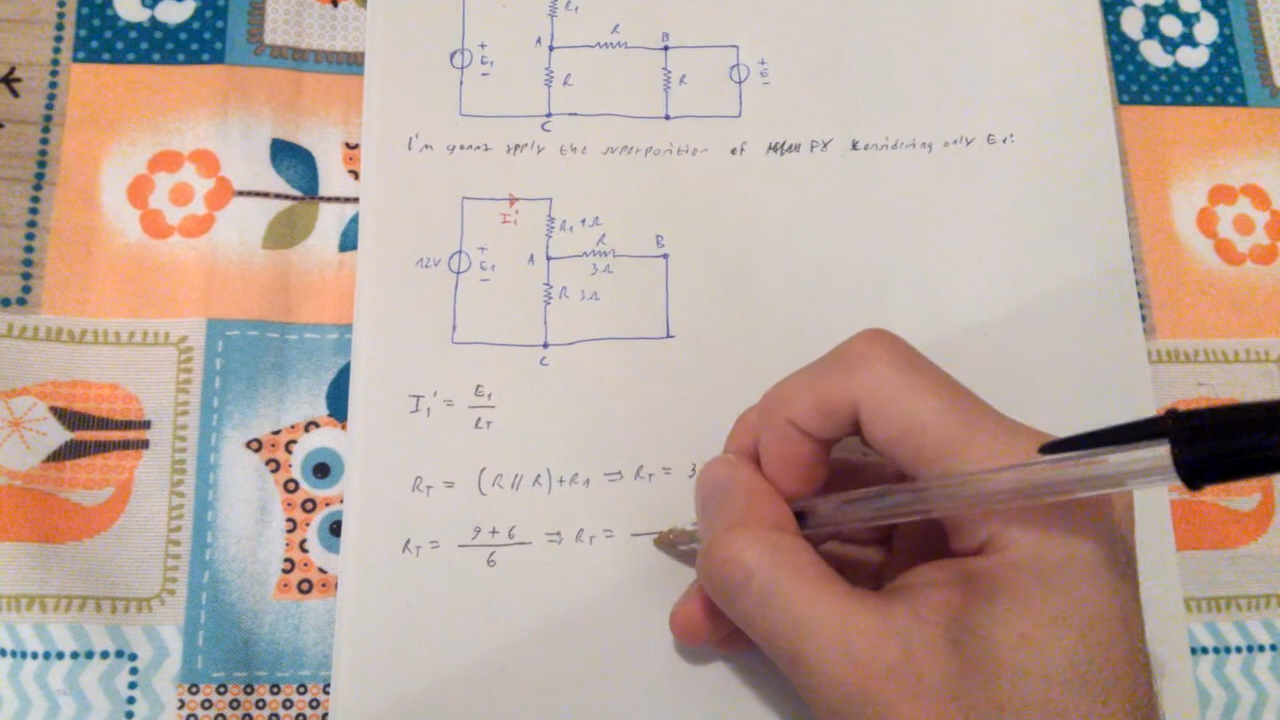 R1
A R B
+ E1 - R R + E -
C
I'm gonna apply the superposition of PX considering only E1:
I1'
R1 1Ω
R B
12V + E1 - A 3Ω
R 3Ω
C
I1' = E1 / RT
RT = (R // R) + R1 ⇒ RT = 3
RT = 9 + 6 / 6 ⇒ RT =